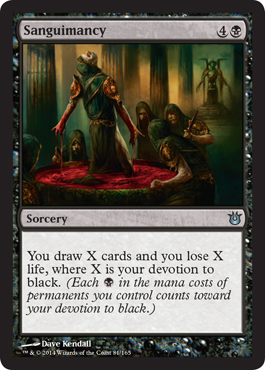 Sanguimancy 4
Sorcery
You draw X cards and you lose X
life, where X is your devotion to
black. (Each in the mana costs of
permanents you control counts toward
your devotion to black.)
Dave Kendall
™ & © 2014 Wizards of the Coast 81/165